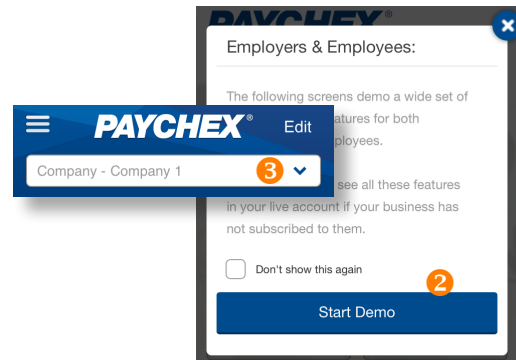 PAYCHEX®
Employers & Employees:
The following screens demo a wide set of
atures for both
ployees.
see all these features
in your live account if your business has
not subscribed to them.
Don't show this again
2
Start Demo
PAYCHEX® Edit
Company - Company 1 3